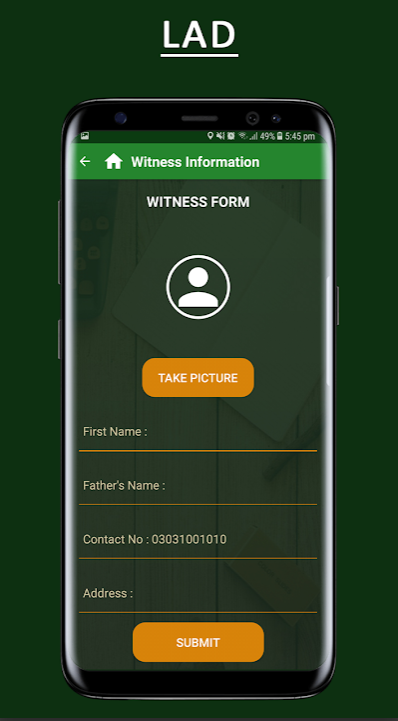 LAD
49% 5:45 pm
Witness Information
WITNESS FORM
TAKE PICTURE
First Name :
Father's Name :
Contact No : 03031001010
Address :
SUBMIT